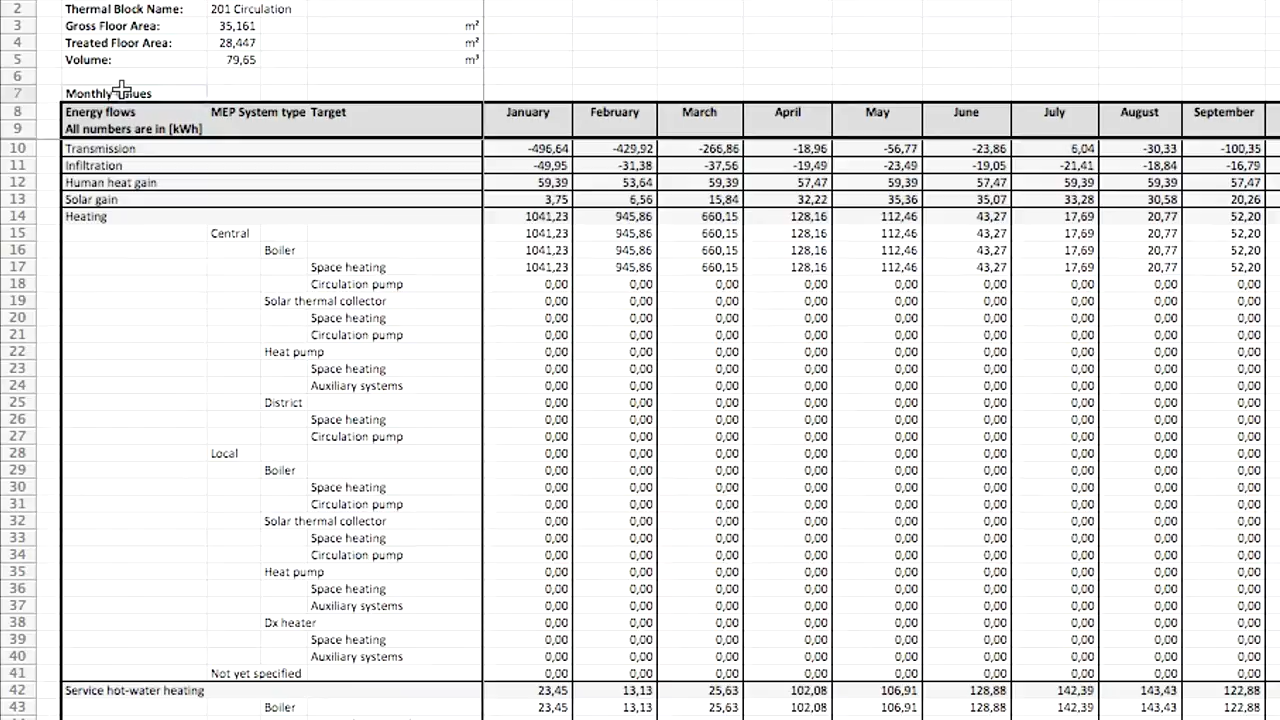 2 Thermal Block Name: 201 Circulation
3 Gross Floor Area: 35,161 m²
4 Treated Floor Area: 28,447 m²
5 Volume: 79,65 m³
6
7 Monthly
8 Energy flows MEP System type Target January February March April May June July August September
9 All numbers are in [kWh]
10 Transmission -496,64 -429,92 -266,86 -18,96 -56,77 -23,86 6,04 -30,33 -100,35
11 Infiltration -49,95 -31,38 -37,56 -19,49 -23,49 -19,05 -21,41 -18,84 -16,79
12 Human heat gain 59,39 53,64 59,39 57,47 59,39 57,47 59,39 59,39 57,47
13 Solar gain 3,75 6,56 15,84 32,22 35,36 35,07 33,28 30,58 20,26
14 Heating 1041,23 945,86 660,15 128,16 112,46 43,27 17,69 20,77 52,20
15 Central 1041,23 945,86 660,15 128,16 112,46 43,27 17,69 20,77 52,20
16 Boiler 1041,23 945,86 660,15 128,16 112,46 43,27 17,69 20,77 52,20
17 Space heating 1041,23 945,86 660,15 128,16 112,46 43,27 17,69 20,77 52,20
18 Circulation pump 0,00 0,00 0,00 0,00 0,00 0,00 0,00 0,00 0,00
19 Solar thermal collector 0,00 0,00 0,00 0,00 0,00 0,00 0,00 0,00 0,00
20 Space heating 0,00 0,00 0,00 0,00 0,00 0,00 0,00 0,00 0,00
21 Circulation pump 0,00 0,00 0,00 0,00 0,00 0,00 0,00 0,00 0,00
22 Heat pump 0,00 0,00 0,00 0,00 0,00 0,00 0,00 0,00 0,00
23 Space heating 0,00 0,00 0,00 0,00 0,00 0,00 0,00 0,00 0,00
24 Auxiliary systems 0,00 0,00 0,00 0,00 0,00 0,00 0,00 0,00 0,00
25 District 0,00 0,00 0,00 0,00 0,00 0,00 0,00 0,00 0,00
26 Space heating 0,00 0,00 0,00 0,00 0,00 0,00 0,00 0,00 0,00
27 Circulation pump 0,00 0,00 0,00 0,00 0,00 0,00 0,00 0,00 0,00
28 Local 0,00 0,00 0,00 0,00 0,00 0,00 0,00 0,00 0,00
29 Boiler 0,00 0,00 0,00 0,00 0,00 0,00 0,00 0,00 0,00
30 Space heating 0,00 0,00 0,00 0,00 0,00 0,00 0,00 0,00 0,00
31 Circulation pump 0,00 0,00 0,00 0,00 0,00 0,00 0,00 0,00 0,00
32 Solar thermal collector 0,00 0,00 0,00 0,00 0,00 0,00 0,00 0,00 0,00
33 Space heating 0,00 0,00 0,00 0,00 0,00 0,00 0,00 0,00 0,00
34 Circulation pump 0,00 0,00 0,00 0,00 0,00 0,00 0,00 0,00 0,00
35 Heat pump 0,00 0,00 0,00 0,00 0,00 0,00 0,00 0,00 0,00
36 Space heating 0,00 0,00 0,00 0,00 0,00 0,00 0,00 0,00 0,00
37 Auxiliary systems 0,00 0,00 0,00 0,00 0,00 0,00 0,00 0,00 0,00
38 Dx heater 0,00 0,00 0,00 0,00 0,00 0,00 0,00 0,00 0,00
39 Space heating 0,00 0,00 0,00 0,00 0,00 0,00 0,00 0,00 0,00
40 Auxiliary systems 0,00 0,00 0,00 0,00 0,00 0,00 0,00 0,00 0,00
41 Not yet specified 0,00 0,00 0,00 0,00 0,00 0,00 0,00 0,00 0,00
42 Service hot-water heating 23,45 13,13 25,63 102,08 106,91 128,88 142,39 143,43 122,88
43 Boiler 23,45 13,13 25,63 102,08 106,91 128,88 142,39 143,43 122,88